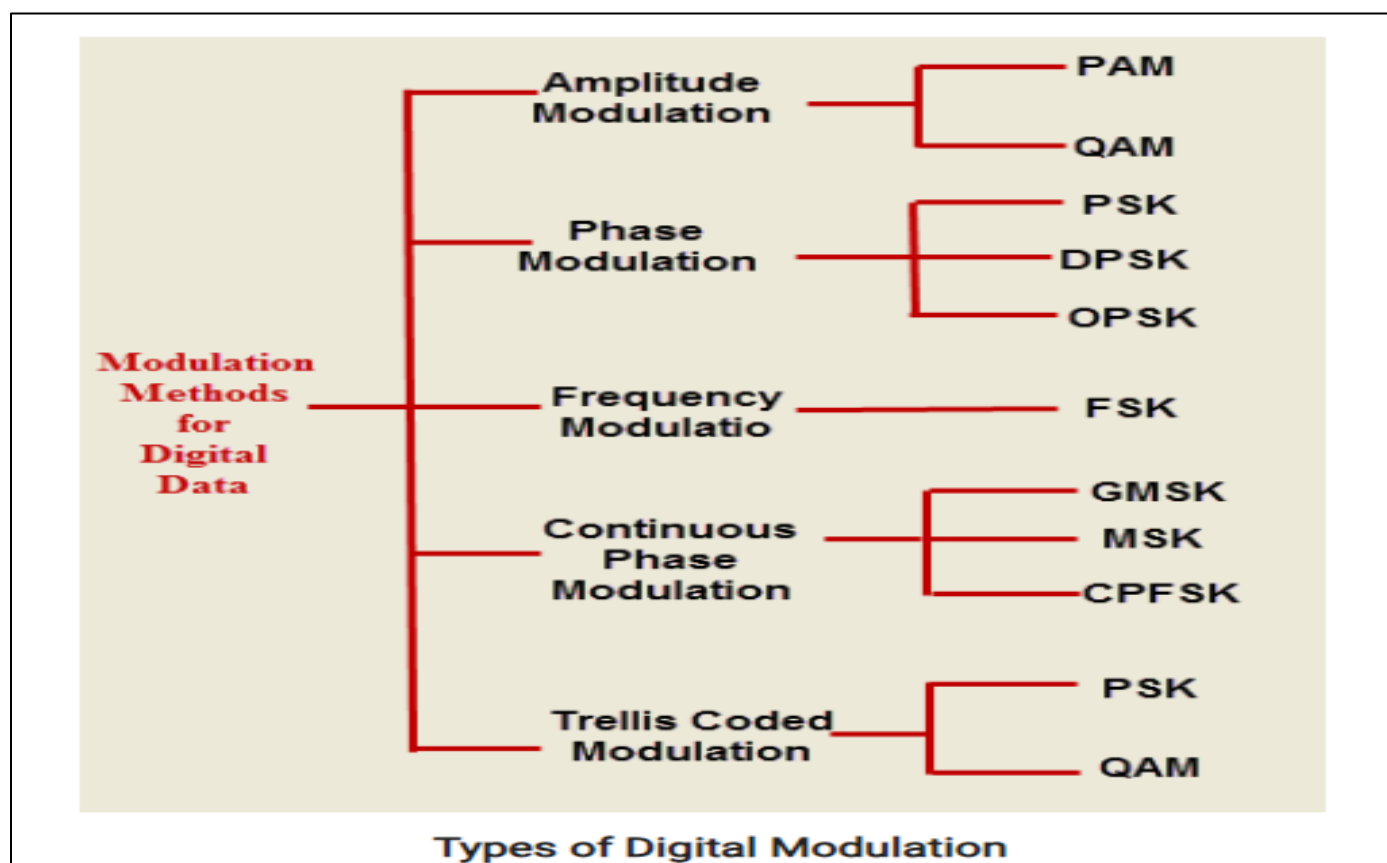 Modulation
Methods
for
Digital
Data
Amplitude
Modulation
PAM
QAM
Phase
Modulation
PSK
DPSK
OPSK
Frequency
Modulatio
FSK
Continuous
Phase
Modulation
GMSK
MSK
CPFSK
Trellis Coded
Modulation
PSK
QAM
Types of Digital Modulation